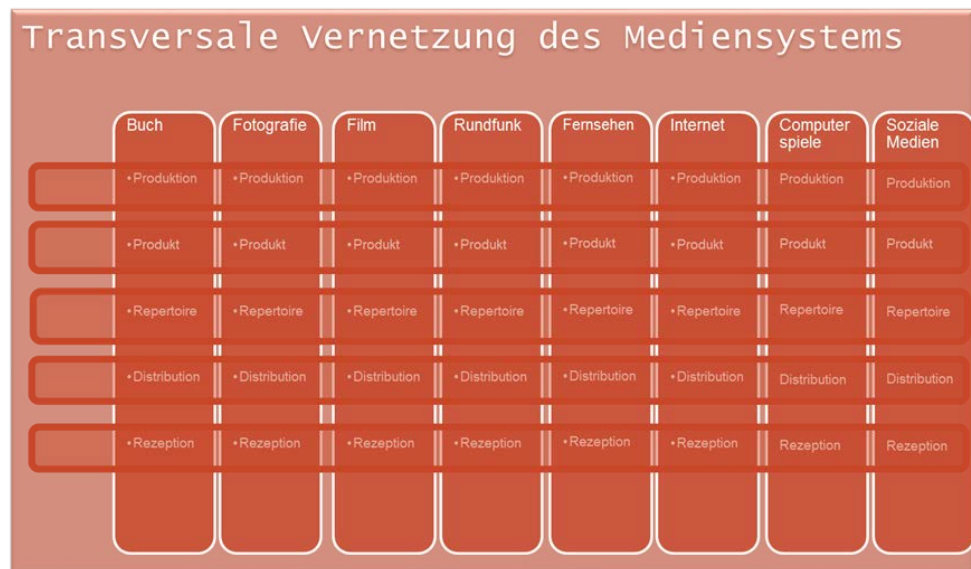 Transversale Vernetzung des Mediensystems
Buch Fotografie Film Rundfunk Fernsehen Internet Computer spiele Soziale Medien
•Produktion •Produktion •Produktion •Produktion •Produktion •Produktion Produktion Produktion
•Produkt •Produkt •Produkt •Produkt •Produkt •Produkt Produkt Produkt
•Repertoire •Repertoire •Repertoire •Repertoire •Repertoire •Repertoire Repertoire Repertoire
•Distribution •Distribution •Distribution •Distribution •Distribution •Distribution Distribution Distribution
•Rezeption •Rezeption •Rezeption •Rezeption •Rezeption •Rezeption Rezeption Rezeption